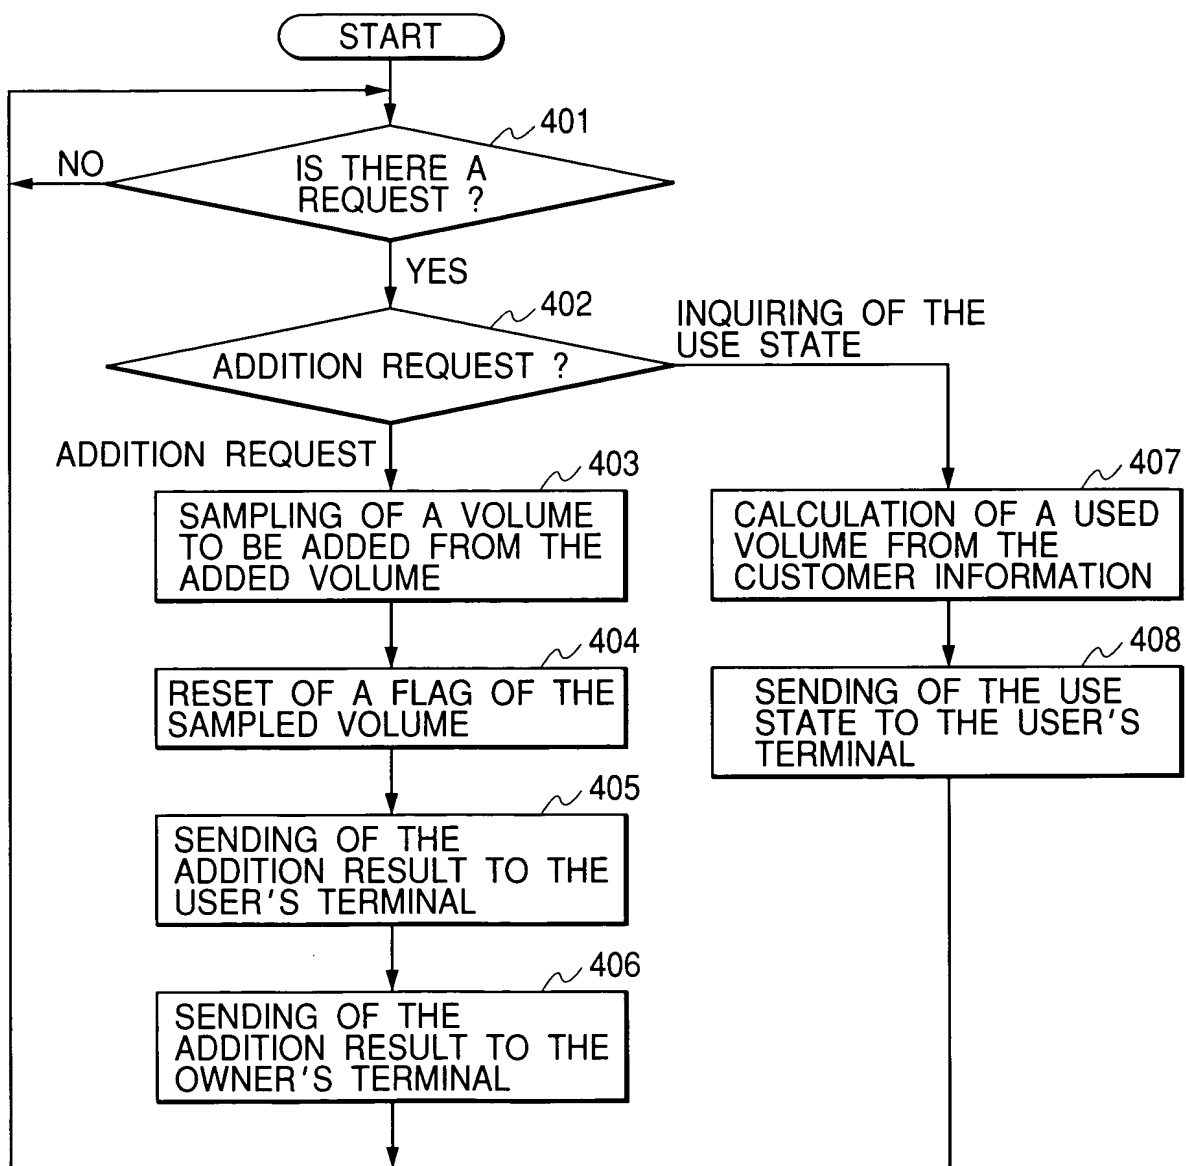 START
401
NO
IS THERE A
REQUEST ?
YES
402
INQUIRING OF THE
USE STATE
ADDITION REQUEST ?
ADDITION REQUEST
403
SAMPLING OF A VOLUME
TO BE ADDED FROM THE
ADDED VOLUME
407
CALCULATION OF A USED
VOLUME FROM THE
CUSTOMER INFORMATION
404
RESET OF A FLAG OF THE
SAMPLED VOLUME
408
SENDING OF THE USE
STATE TO THE USER'S
TERMINAL
405
SENDING OF THE
ADDITION RESULT TO THE
USER'S TERMINAL
406
SENDING OF THE
ADDITION RESULT TO THE
OWNER'S TERMINAL